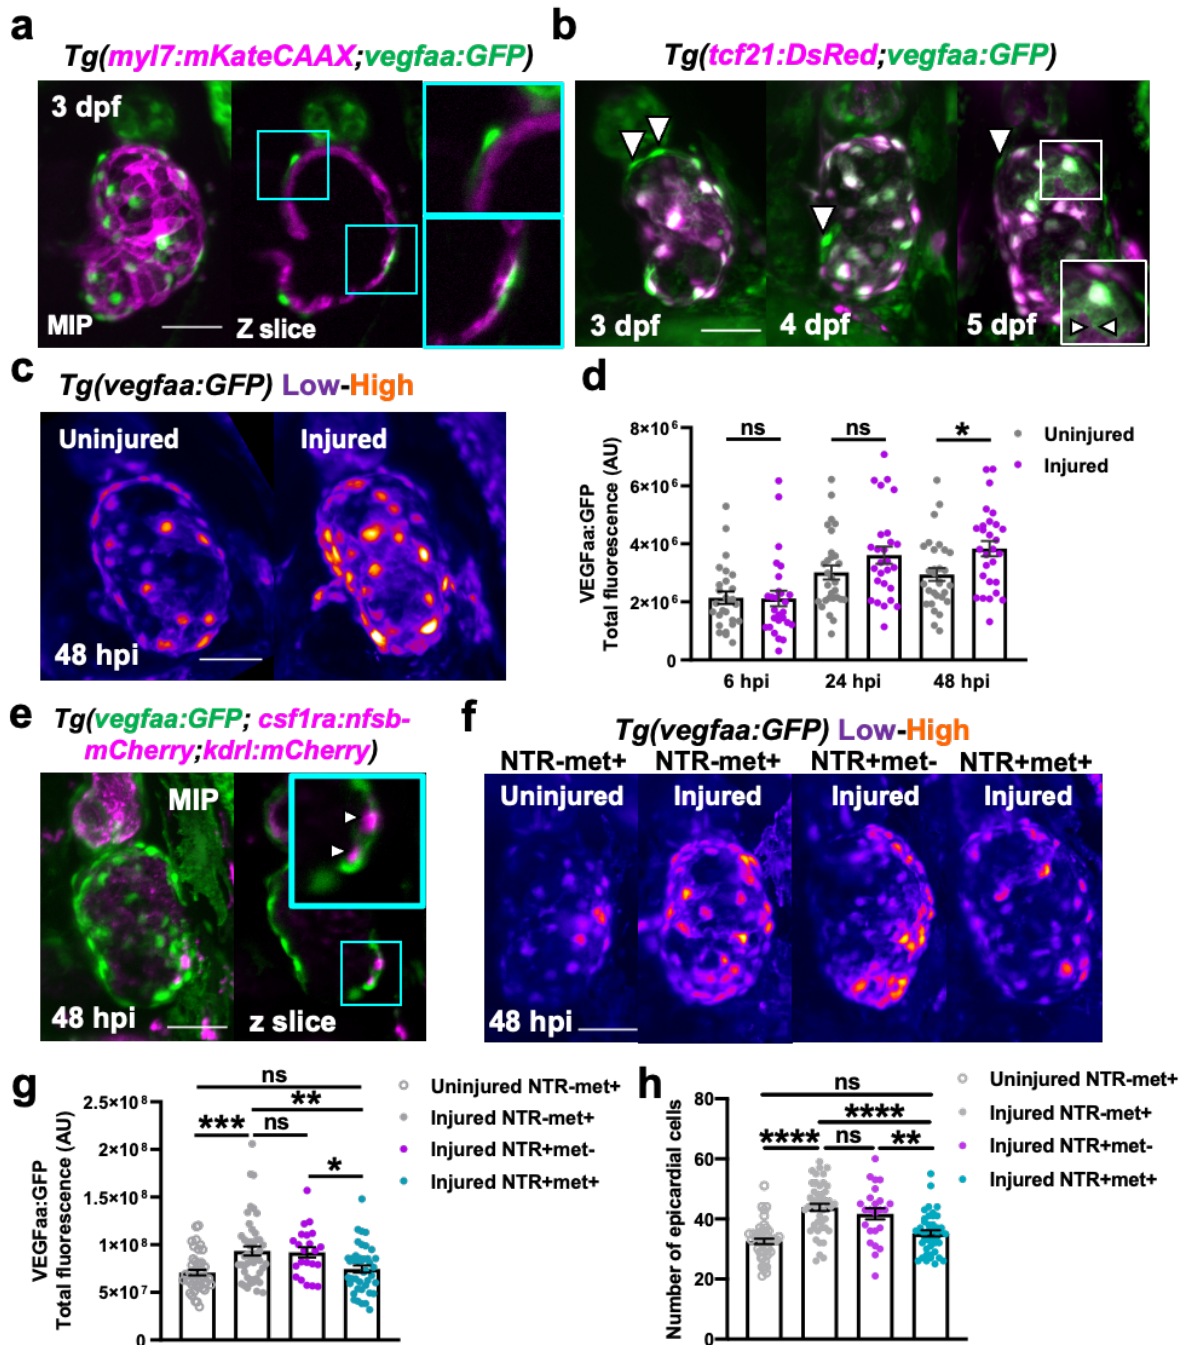 a
Tg(myl7:mKateCAAX;vegfaa:GFP)
3 dpf
MIP
Z slice
b
Tg(tcf21:DsRed;vegfaa:GFP)
3 dpf
4 dpf
5 dpf
c
Tg(vegfaa:GFP) Low-High
Uninjured
Injured
48 hpi
d
VEGFaa:GFP
Total fluorescence (AU)
8×10⁶
6×10⁶
4×10⁶
2×10⁶
0
ns
ns
*
6 hpi
24 hpi
48 hpi
Uninjured
Injured
e
Tg(vegfaa:GFP; csf1ra:nfsb-
mCherry;kdrl:mCherry)
MIP
48 hpi
z slice
f
Tg(vegfaa:GFP) Low-High
NTR-met+
NTR-met+
NTR+met-
NTR+met+
Uninjured
Injured
Injured
Injured
48 hpi
g
VEGFaa:GFP
Total fluorescence (AU)
2.5×10⁸
2×10⁸
1.5×10⁸
1×10⁸
5×10⁷
0
ns
**
***
ns
*
Uninjured NTR-met+
Injured NTR-met+
Injured NTR+met-
Injured NTR+met+
h
Number of epicardial cells
80
60
40
20
0
ns
****
****
ns
**
Uninjured NTR-met+
Injured NTR-met+
Injured NTR+met-
Injured NTR+met+